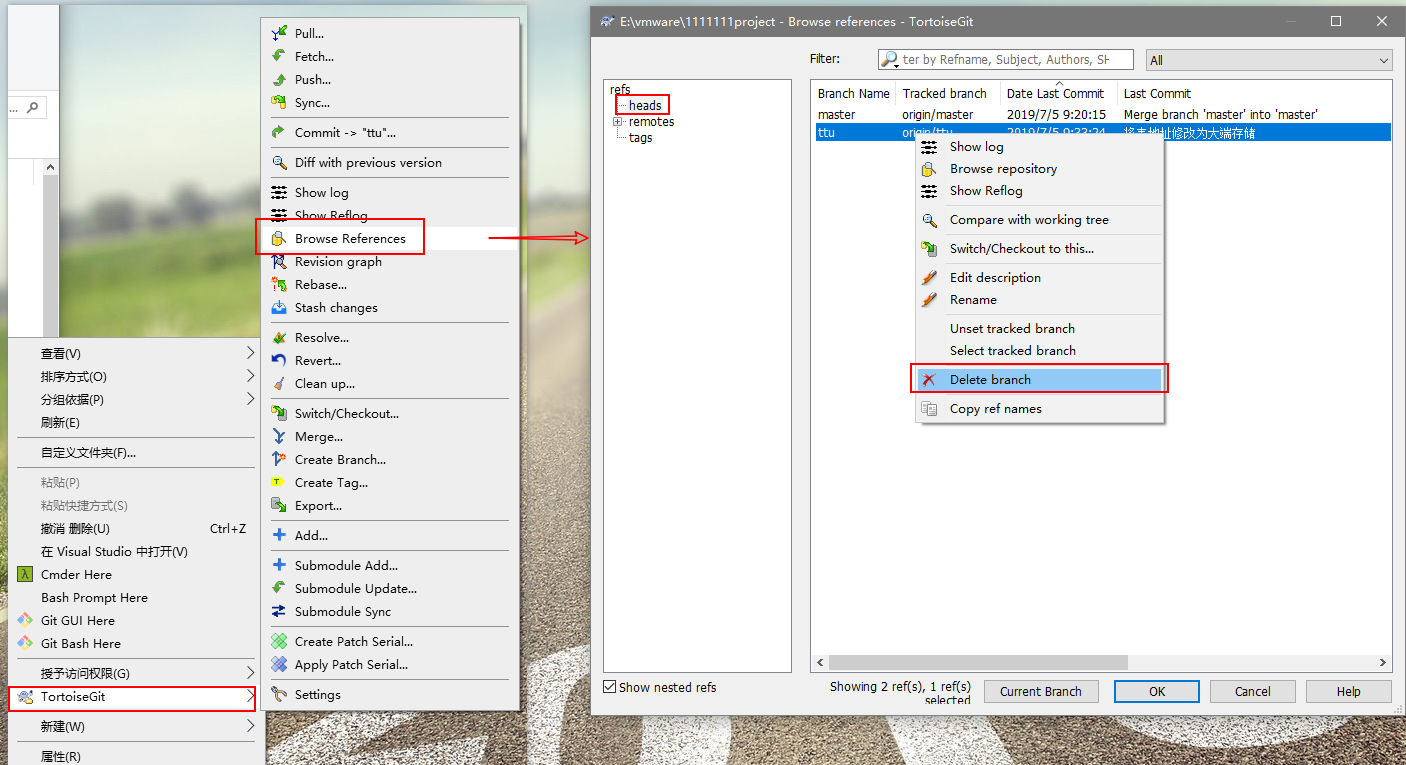 ...
查看(V)
排序方式(O)
分组依据(P)
刷新(E)
自定义文件夹(F)...
粘贴(P)
粘贴快捷方式(S)
撤消 删除(U) Ctrl+Z
在 Visual Studio 中打开(V)
Cmder Here
Bash Prompt Here
Git GUI Here
Git Bash Here
授予访问权限(G)
TortoiseGit
新建(W)
属性(R)
Pull...
Fetch...
Push...
Sync...
Commit -> "ttu"...
Diff with previous version
Show log
Show Reflog
Browse References
Revision graph
Rebase...
Stash changes
Resolve...
Revert...
Clean up...
Switch/Checkout...
Merge...
Create Branch...
Create Tag...
Export...
Add...
Submodule Add...
Submodule Update...
Submodule Sync
Create Patch Serial...
Apply Patch Serial...
Settings
E:\vmware\1111111project - Browse references - TortoiseGit
Filter: ter by Refname, Subject, Authors, SH All
refs
heads
remotes
tags
Branch Name Tracked branch Date Last Commit Last Commit
master origin/master 2019/7/5 9:20:15 Merge branch 'master' into 'master'
ttu origin/ttu 2019/7/5 9:33:24 将表地址修改为大端存储
Show log
Browse repository
Show Reflog
Compare with working tree
Switch/Checkout to this...
Edit description
Rename
Unset tracked branch
Select tracked branch
Delete branch
Copy ref names
Show nested refs
Showing 2 ref(s), 1 ref(s)
selected
Current Branch OK Cancel Help